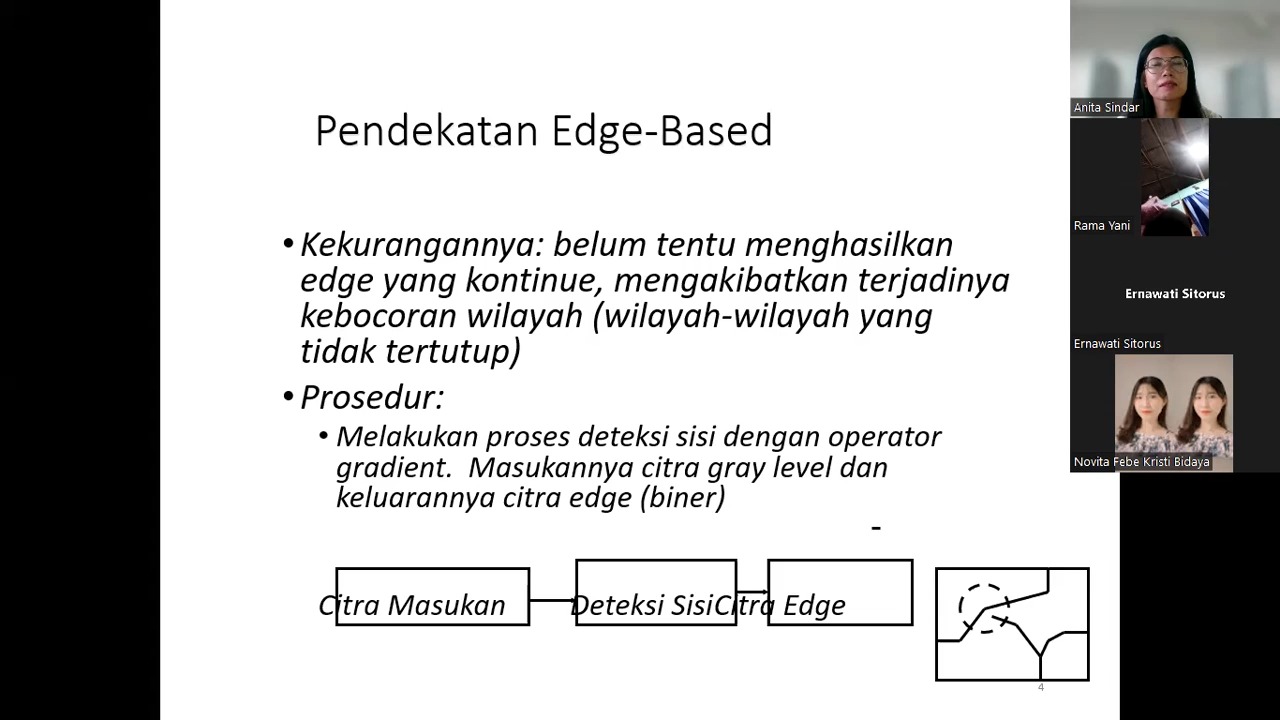 Pendekatan Edge-Based
• Kekurangannya: belum tentu menghasilkan
edge yang kontinue, mengakibatkan terjadinya
kebocoran wilayah (wilayah-wilayah yang
tidak tertutup)
• Prosedur:
• Melakukan proses deteksi sisi dengan operator
gradient. Masukannya citra gray level dan
keluarannya citra edge (biner)
-
Citra Masukan
Deteksi Sisi
Citra Edge
4
Anita Sindar
Rama Yani
Ernawati Sitorus
Ernawati Sitorus
Novita Febe Kristi Bidaya